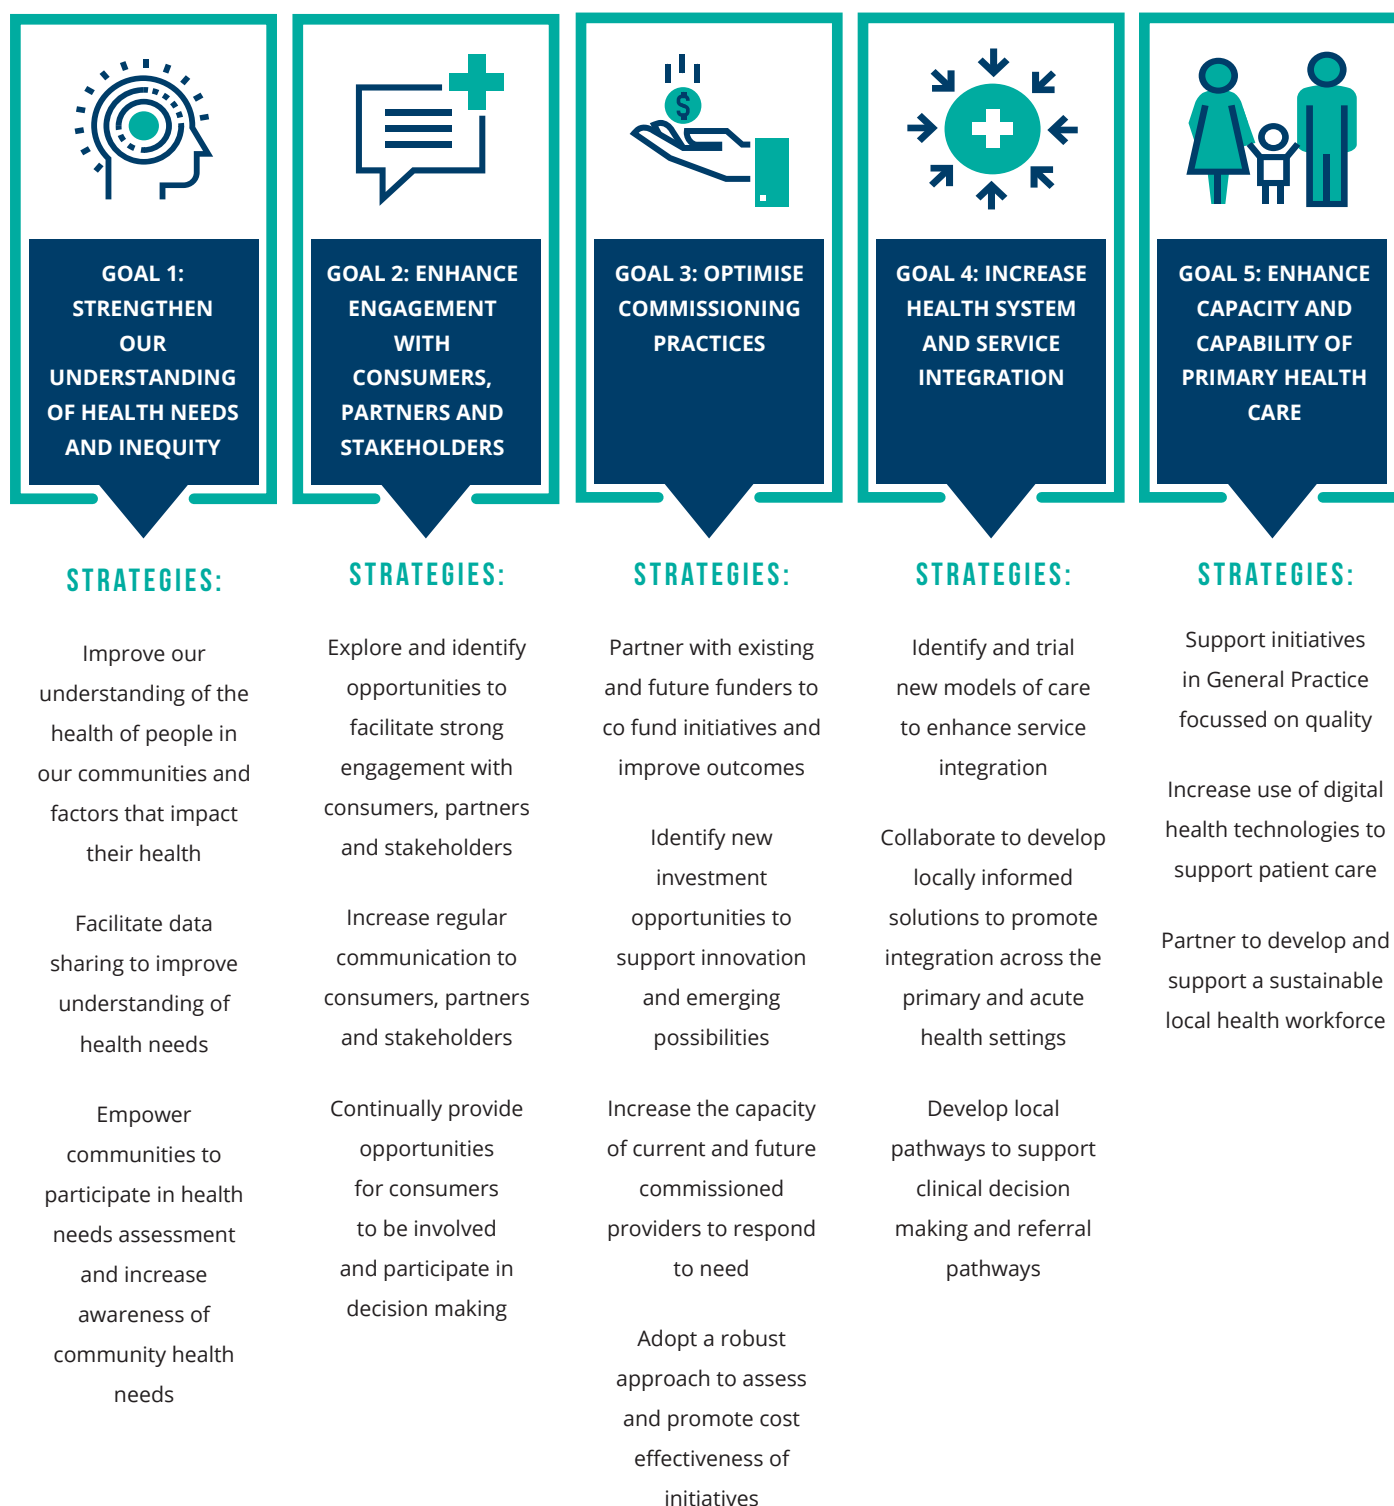 GOAL 1:
STRENGTHEN
OUR
UNDERSTANDING
OF HEALTH NEEDS
AND INEQUITY
STRATEGIES:
Improve our
understanding of the
health of people in
our communities and
factors that impact
their health
Facilitate data
sharing to improve
understanding of
health needs
Empower
communities to
participate in health
needs assessment
and increase
awareness of
community health
needs
GOAL 2: ENHANCE
ENGAGEMENT
WITH
CONSUMERS,
PARTNERS AND
STAKEHOLDERS
STRATEGIES:
Explore and identify
opportunities to
facilitate strong
engagement with
consumers, partners
and stakeholders
Increase regular
communication to
consumers, partners
and stakeholders
Continually provide
opportunities
for consumers
to be involved
and participate in
decision making
$
GOAL 3: OPTIMISE
COMMISSIONING
PRACTICES
STRATEGIES:
Partner with existing
and future funders to
co fund initiatives and
improve outcomes
Identify new
investment
opportunities to
support innovation
and emerging
possibilities
Increase the capacity
of current and future
commissioned
providers to respond
to need
Adopt a robust
approach to assess
and promote cost
effectiveness of
initiatives
GOAL 4: INCREASE
HEALTH SYSTEM
AND SERVICE
INTEGRATION
STRATEGIES:
Identify and trial
new models of care
to enhance service
integration
Collaborate to develop
locally informed
solutions to promote
integration across the
primary and acute
health settings
Develop local
pathways to support
clinical decision
making and referral
pathways
GOAL 5: ENHANCE
CAPACITY AND
CAPABILITY OF
PRIMARY HEALTH
CARE
STRATEGIES:
Support initiatives
in General Practice
focussed on quality
Increase use of digital
health technologies to
support patient care
Partner to develop and
support a sustainable
local health workforce